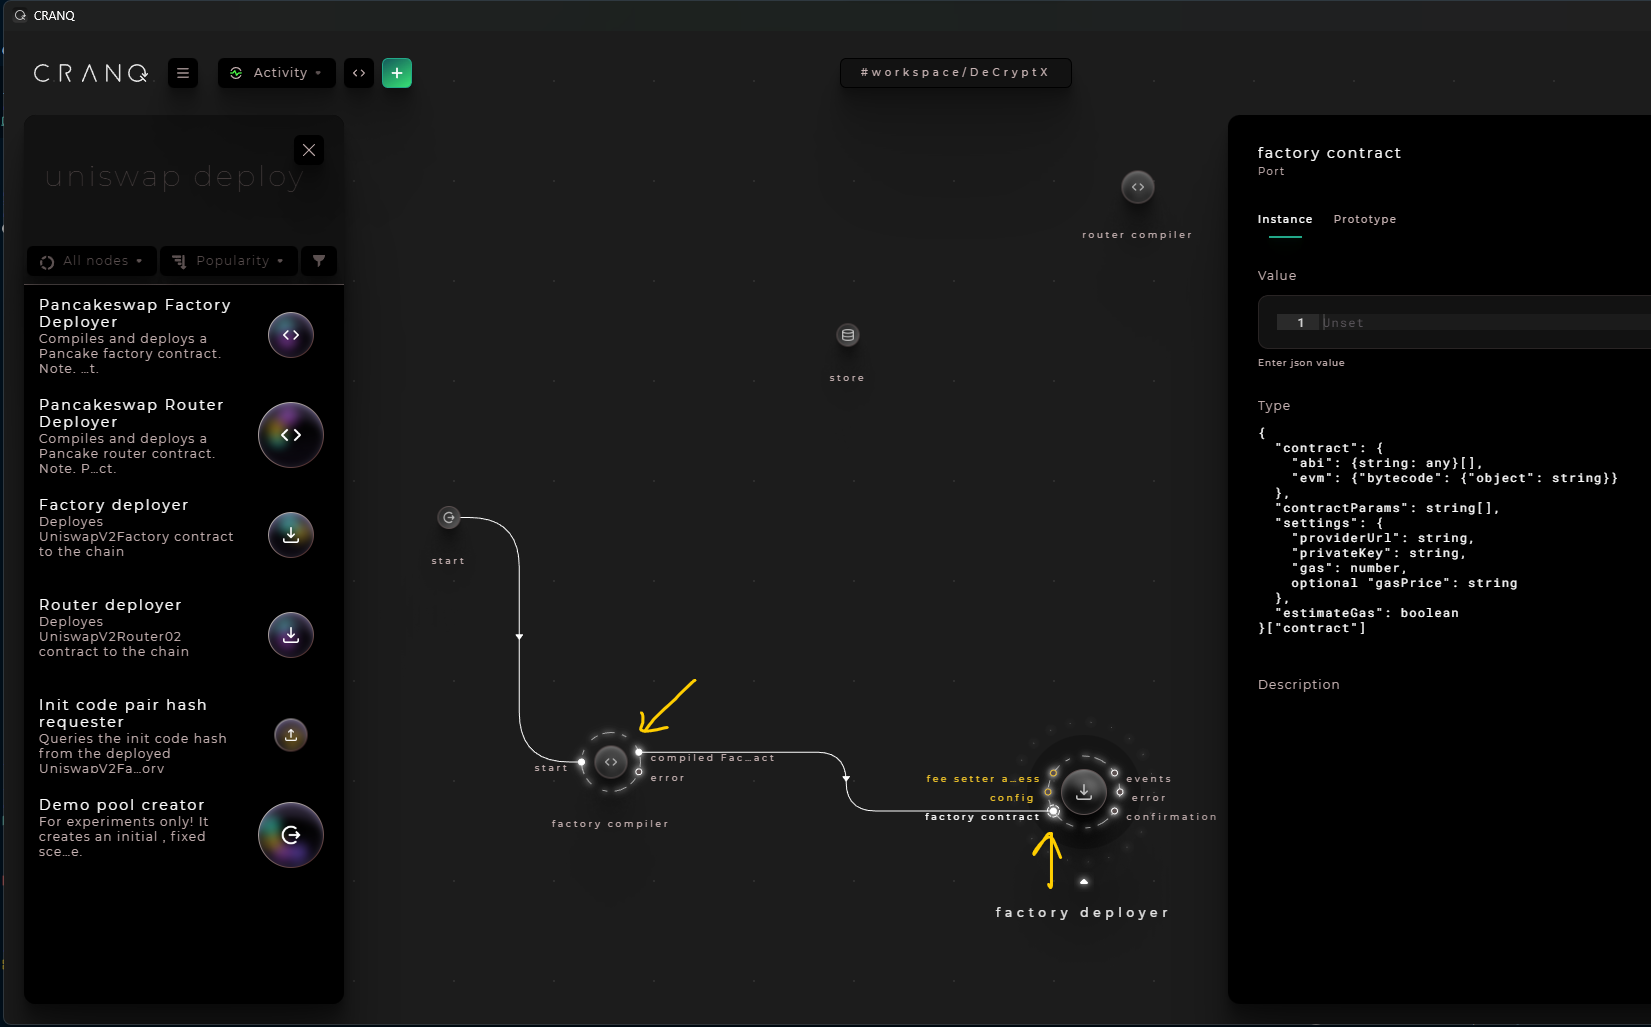 CRANQ
CRANQ
Activity
#workspace/DeCryptX
uniswap deploy
All nodes
Popularity
Pancakeswap Factory
Deployer
Compiles and deploys a
Pancake factory contract.
Note. ...t.
Pancakeswap Router
Deployer
Compiles and deploys a
Pancake router contract.
Note. P...ct.
Factory deployer
Deployes
UniswapV2Factory contract
to the chain
Router deployer
Deployes
UniswapV2Router02
contract to the chain
Init code pair hash
requester
Queries the init code hash
from the deployed
UniswapV2Fa...ory
Demo pool creator
For experiments only! It
creates an initial , fixed
sce...e.
router compiler
store
start
start
compiled Fac...act
error
factory compiler
fee setter a...ess
config
factory contract
events
error
confirmation
factory deployer
factory contract
Port
Instance Prototype
Value
1 Unset
Enter json value
Type
{
"contract": {
"abi": {string: any}[],
"evm": {"bytecode": {"object": string}}
},
"contractParams": string[],
"settings": {
"providerUrl": string,
"privateKey": string,
"gas": number,
optional "gasPrice": string
},
"estimateGas": boolean
}["contract"]
Description